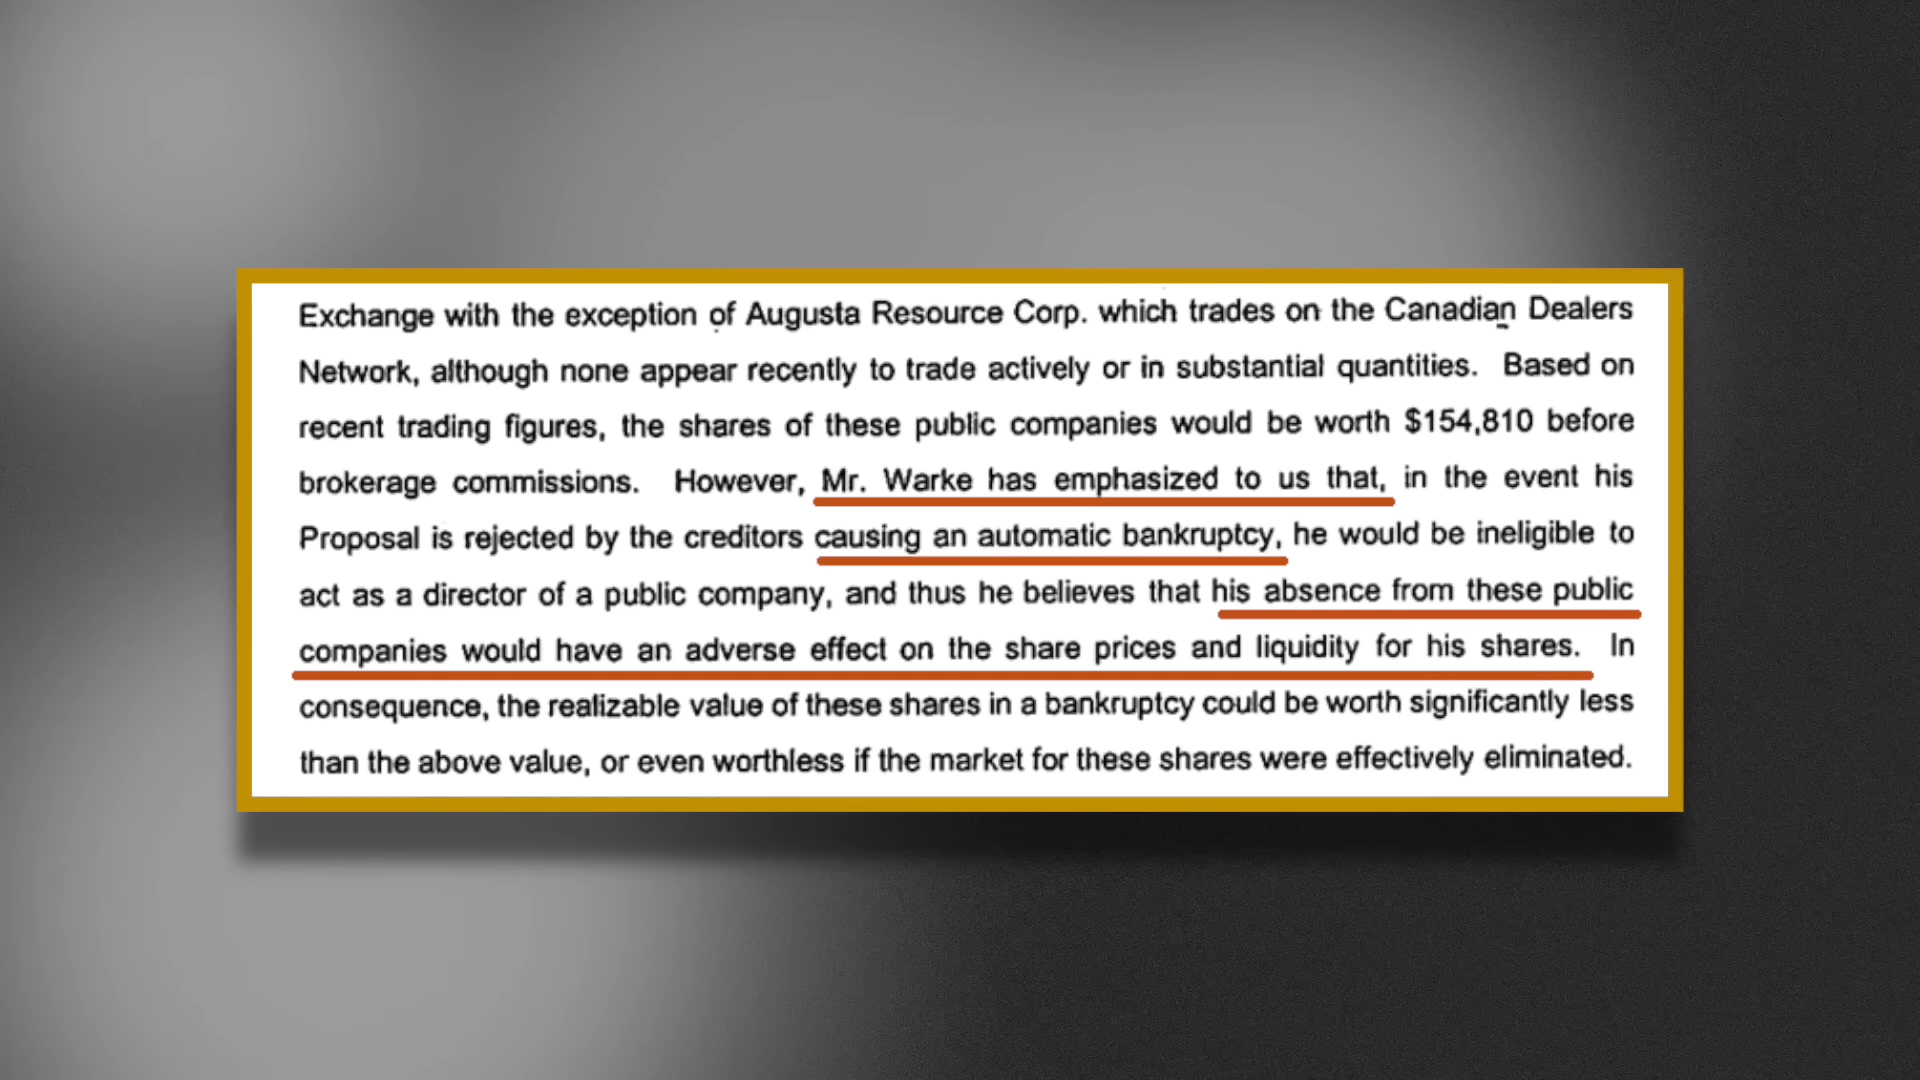 Exchange with the exception of Augusta Resource Corp. which trades on the Canadian Dealers
Network, although none appear recently to trade actively or in substantial quantities. Based on
recent trading figures, the shares of these public companies would be worth $154,810 before
brokerage commissions. However, Mr. Warke has emphasized to us that, in the event his
Proposal is rejected by the creditors causing an automatic bankruptcy, he would be ineligible to
act as a director of a public company, and thus he believes that his absence from these public
companies would have an adverse effect on the share prices and liquidity for his shares. In
consequence, the realizable value of these shares in a bankruptcy could be worth significantly less
than the above value, or even worthless if the market for these shares were effectively eliminated.